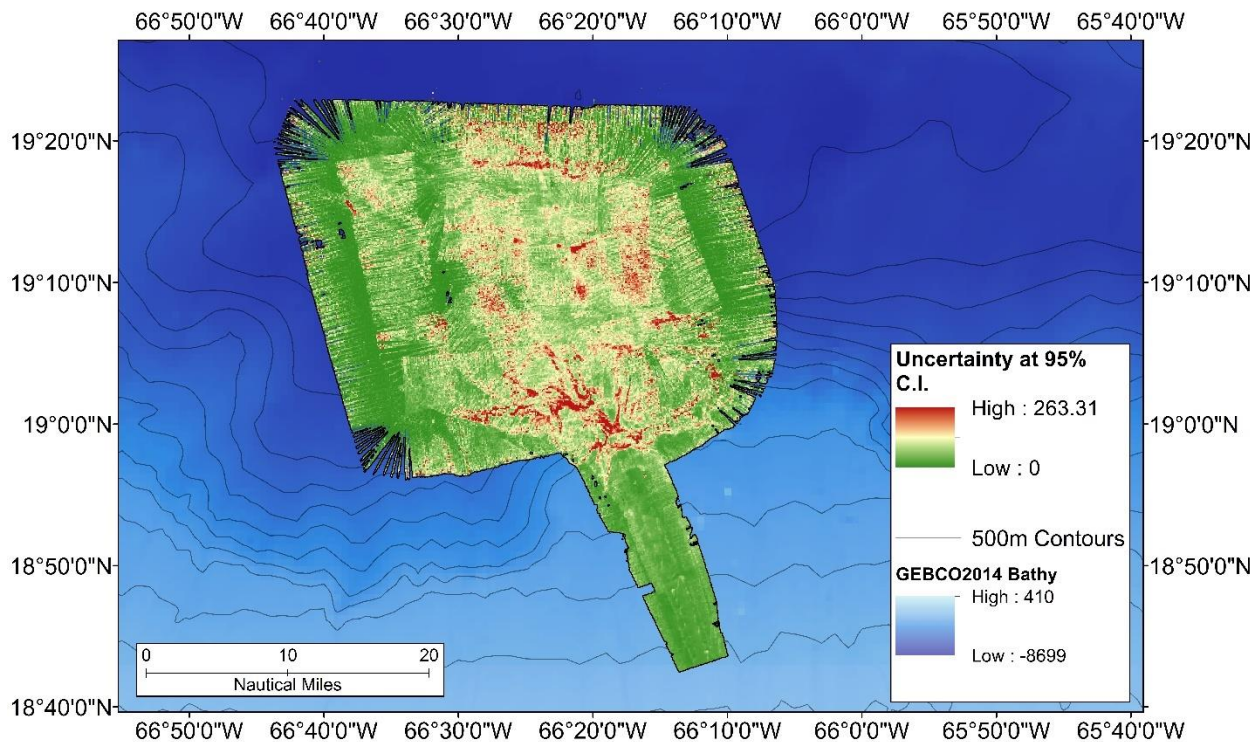 66°50'0"W 66°40'0"W 66°30'0"W 66°20'0"W 66°10'0"W 66°0'0"W 65°50'0"W 65°40'0"W
19°20'0"N 19°20'0"N
19°10'0"N 19°10'0"N
19°0'0"N 19°0'0"N
18°50'0"N 18°50'0"N
18°40'0"N 18°40'0"N
Uncertainty at 95%
C.I.
High : 263.31
Low : 0
500m Contours
GEBCO2014 Bathy
High : 410
Low : -8699
0 10 20
Nautical Miles
66°50'0"W 66°40'0"W 66°30'0"W 66°20'0"W 66°10'0"W 66°0'0"W 65°50'0"W 65°40'0"W